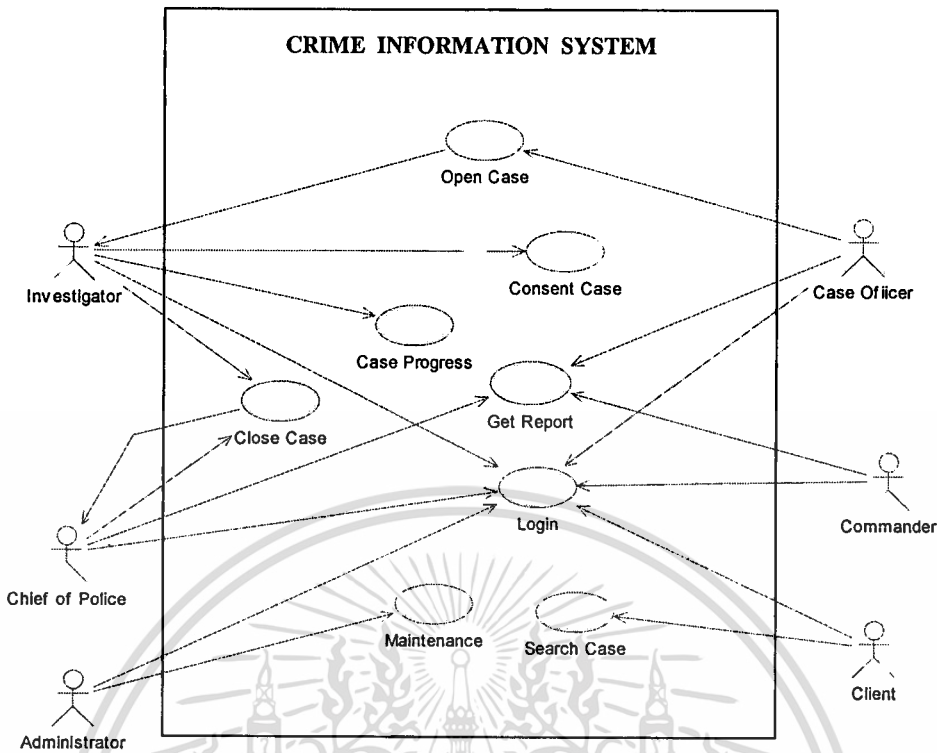 CRIME INFORMATION SYSTEM
Open Case
Investigator
Consent Case
Case Ofiicer
Case Progress
Get Report
Close Case
Login
Commander
Chief of Police
Maintenance
Search Case
Client
Administrator